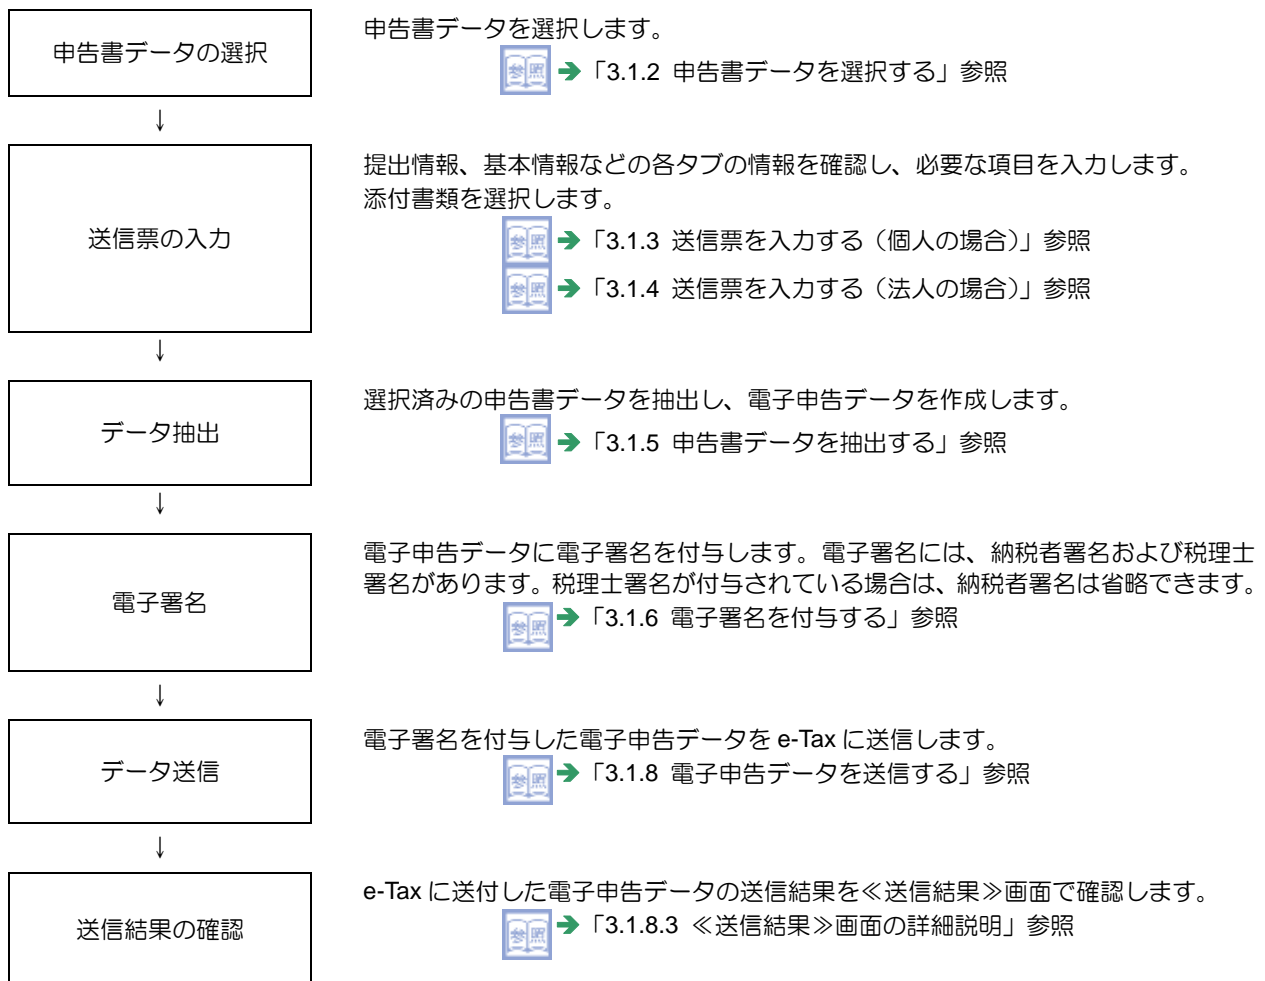 申告書データの選択
申告書データを選択します。
参照 ➔「3.1.2 申告書データを選択する」参照
↓
送信票の入力
提出情報、基本情報などの各タブの情報を確認し、必要な項目を入力します。
添付書類を選択します。
参照 ➔「3.1.3 送信票を入力する（個人の場合）」参照
参照 ➔「3.1.4 送信票を入力する（法人の場合）」参照
↓
データ抽出
選択済みの申告書データを抽出し、電子申告データを作成します。
参照 ➔「3.1.5 申告書データを抽出する」参照
↓
電子署名
電子申告データに電子署名を付与します。電子署名には、納税者署名および税理士
署名があります。税理士署名が付与されている場合は、納税者署名は省略できます。
参照 ➔「3.1.6 電子署名を付与する」参照
↓
データ送信
電子署名を付与した電子申告データを e-Tax に送信します。
参照 ➔「3.1.8 電子申告データを送信する」参照
↓
送信結果の確認
e-Tax に送付した電子申告データの送信結果を≪送信結果≫画面で確認します。
参照 ➔「3.1.8.3 ≪送信結果≫画面の詳細説明」参照